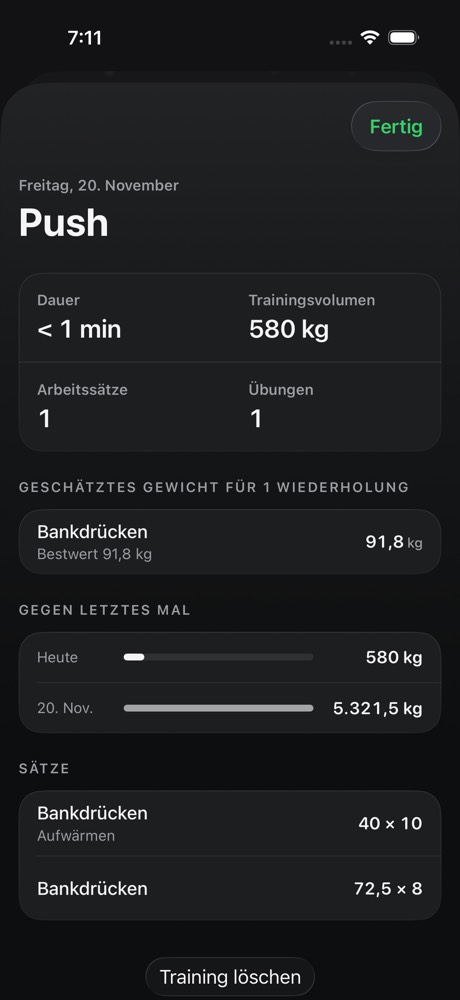 7:11
Fertig
Freitag, 20. November
Push
Dauer
Trainingsvolumen
< 1 min
580 kg
Arbeitssätze
Übungen
1
1
GESCHÄTZTES GEWICHT FÜR 1 WIEDERHOLUNG
Bankdrücken
91,8 kg
Bestwert 91,8 kg
GEGEN LETZTES MAL
Heute
580 kg
20. Nov.
5.321,5 kg
SÄTZE
Bankdrücken
40 × 10
Aufwärmen
Bankdrücken
72,5 × 8
Training löschen